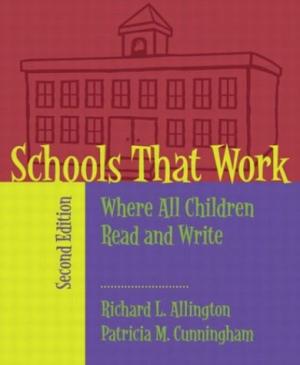 Schools That Work
Second Edition
Where All Children
Read and Write
Richard L. Allington
Patricia M. Cunningham